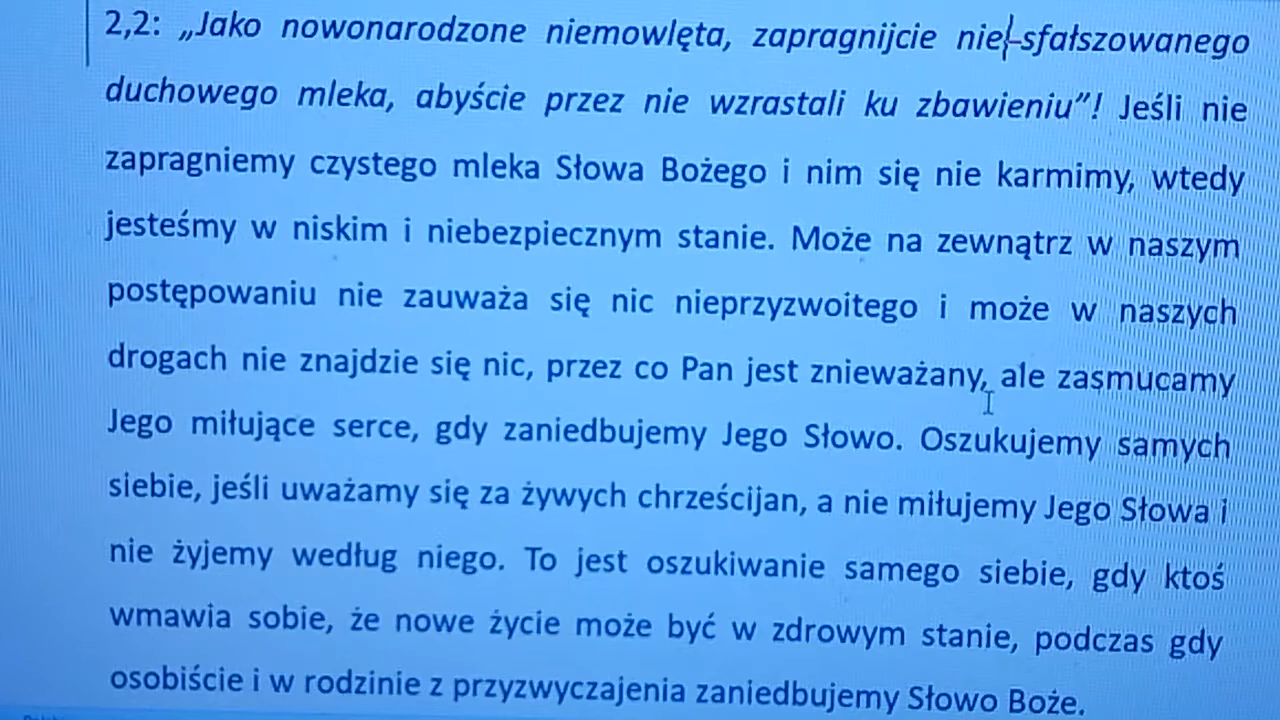 2,2: „Jako nowonarodzone niemowlęta, zapragnijcie nie-sfałszowanego
duchowego mleka, abyście przez nie wzrastali ku zbawieniu”! Jeśli nie
zapragniemy czystego mleka Słowa Bożego i nim się nie karmimy, wtedy
jesteśmy w niskim i niebezpiecznym stanie. Może na zewnątrz w naszym
postępowaniu nie zauważa się nic nieprzyzwoitego i może w naszych
drogach nie znajdzie się nic, przez co Pan jest znieważany, ale zasmucamy
Jego miłujące serce, gdy zaniedbujemy Jego Słowo. Oszukujemy samych
siebie, jeśli uważamy się za żywych chrześcijan, a nie miłujemy Jego Słowa i
nie żyjemy według niego. To jest oszukiwanie samego siebie, gdy ktoś
wmawia sobie, że nowe życie może być w zdrowym stanie, podczas gdy
osobiście i w rodzinie z przyzwyczajenia zaniedbujemy Słowo Boże.